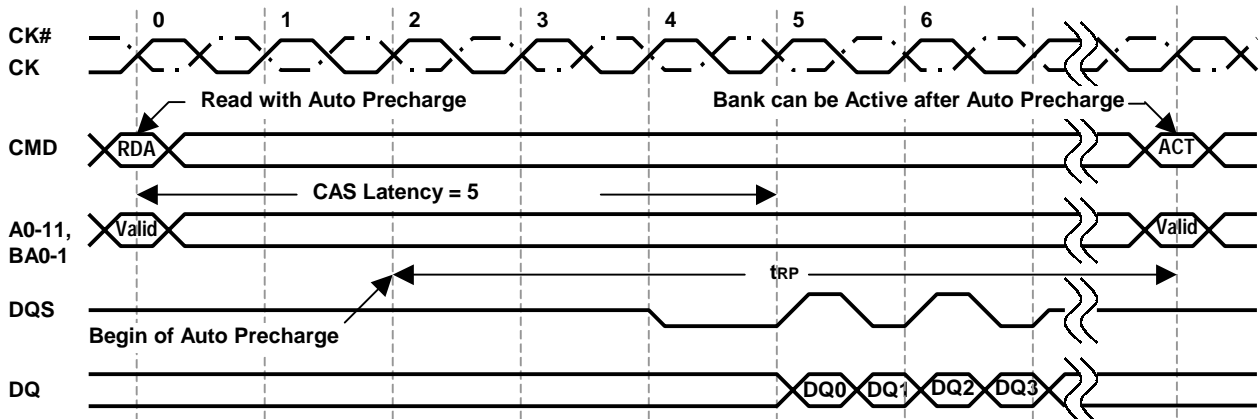 0 1 2 3 4 5 6
CK#
CK
Read with Auto Precharge
Bank can be Active after Auto Precharge
CMD
RDA
ACT
CAS Latency = 5
A0-11,
BA0-1
Valid
Valid
tRP
DQS
Begin of Auto Precharge
DQ
DQ0 DQ1 DQ2 DQ3